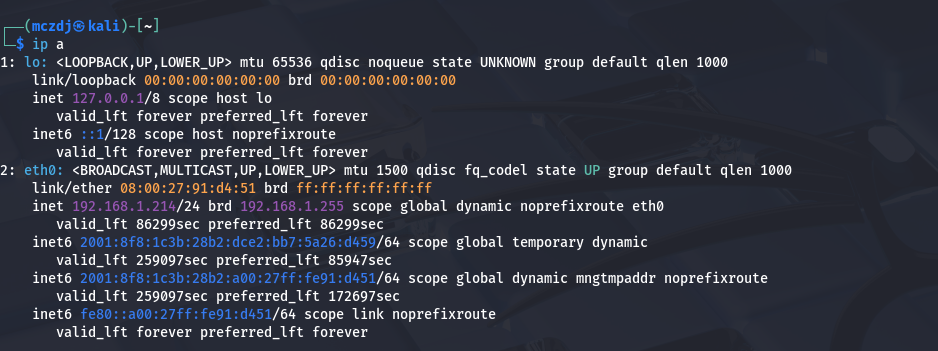 ┌──(mczdj㉿kali)-[~]
└─$ ip a
1: lo: <LOOPBACK,UP,LOWER_UP> mtu 65536 qdisc noqueue state UNKNOWN group default qlen 1000
    link/loopback 00:00:00:00:00:00 brd 00:00:00:00:00:00
    inet 127.0.0.1/8 scope host lo
       valid_lft forever preferred_lft forever
    inet6 ::1/128 scope host noprefixroute
       valid_lft forever preferred_lft forever
2: eth0: <BROADCAST,MULTICAST,UP,LOWER_UP> mtu 1500 qdisc fq_codel state UP group default qlen 1000
    link/ether 08:00:27:91:d4:51 brd ff:ff:ff:ff:ff:ff
    inet 192.168.1.214/24 brd 192.168.1.255 scope global dynamic noprefixroute eth0
       valid_lft 86299sec preferred_lft 86299sec
    inet6 2001:8f8:1c3b:28b2:dce2:bb7:5a26:d459/64 scope global temporary dynamic
       valid_lft 259097sec preferred_lft 85947sec
    inet6 2001:8f8:1c3b:28b2:a00:27ff:fe91:d451/64 scope global dynamic mngtmpaddr noprefixroute
       valid_lft 259097sec preferred_lft 172697sec
    inet6 fe80::a00:27ff:fe91:d451/64 scope link noprefixroute
       valid_lft forever preferred_lft forever